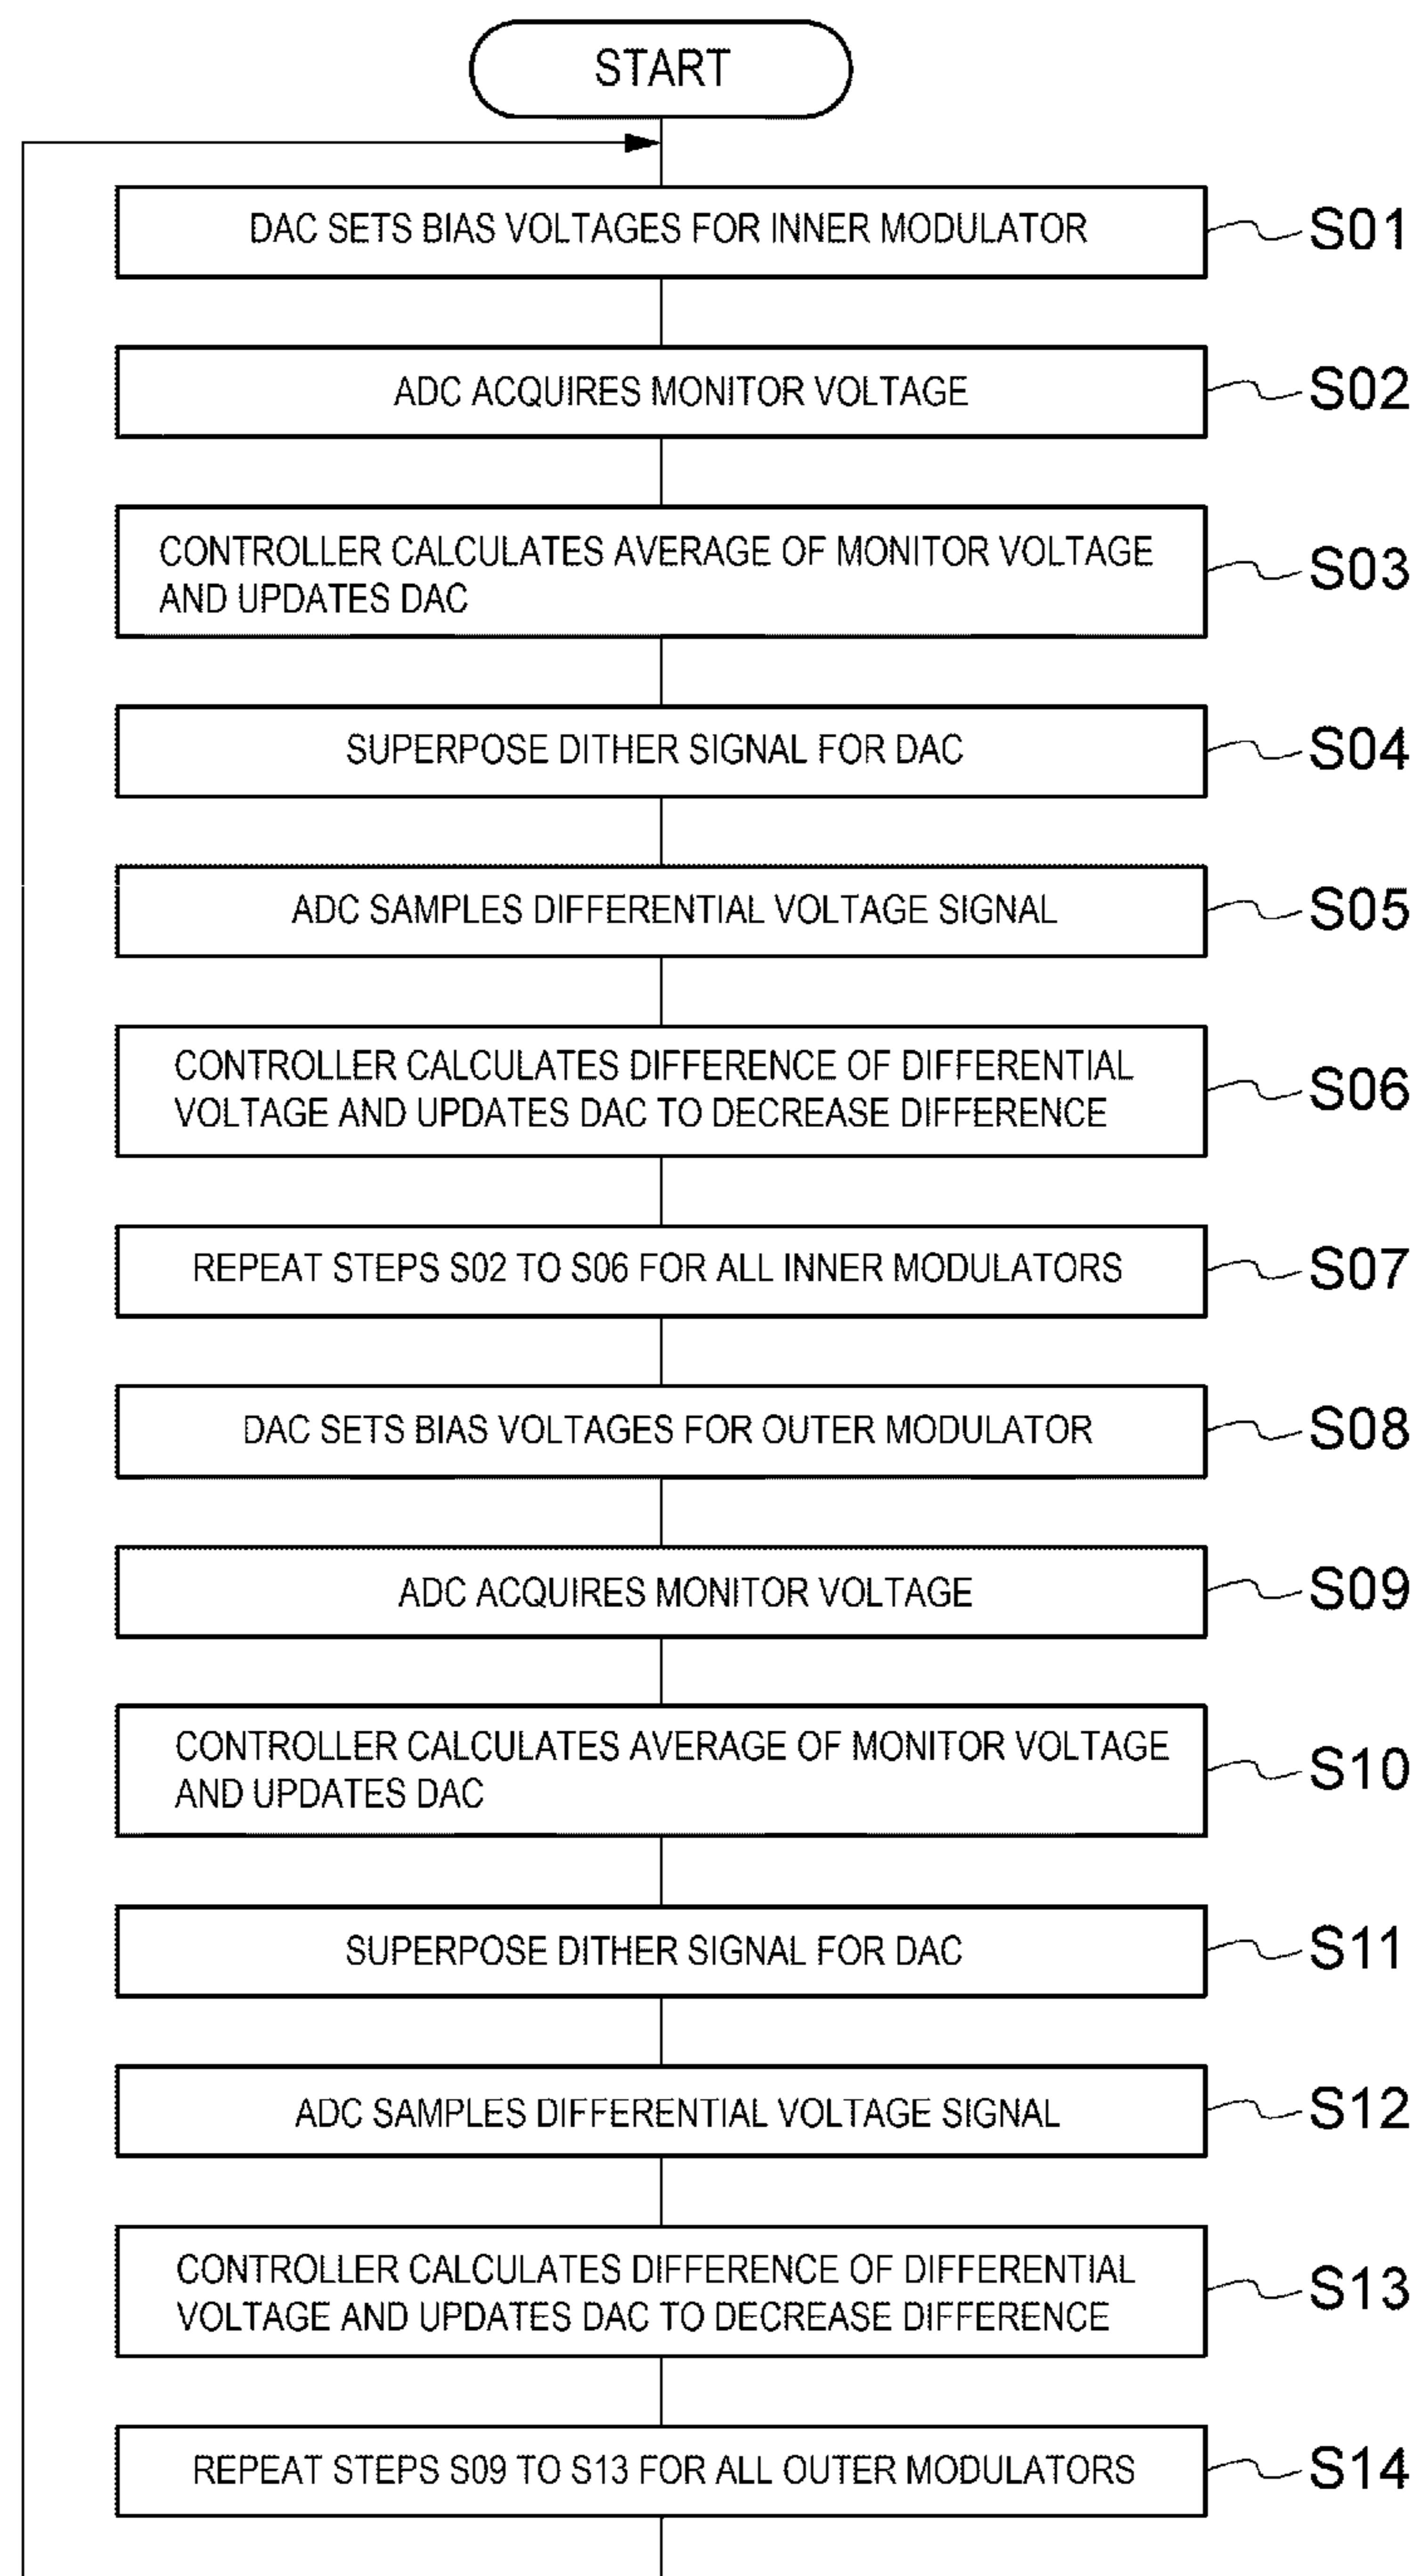 START
DAC SETS BIAS VOLTAGES FOR INNER MODULATOR
S01
ADC ACQUIRES MONITOR VOLTAGE
S02
CONTROLLER CALCULATES AVERAGE OF MONITOR VOLTAGE
AND UPDATES DAC
S03
SUPERPOSE DITHER SIGNAL FOR DAC
S04
ADC SAMPLES DIFFERENTIAL VOLTAGE SIGNAL
S05
CONTROLLER CALCULATES DIFFERENCE OF DIFFERENTIAL
VOLTAGE AND UPDATES DAC TO DECREASE DIFFERENCE
S06
REPEAT STEPS S02 TO S06 FOR ALL INNER MODULATORS
S07
DAC SETS BIAS VOLTAGES FOR OUTER MODULATOR
S08
ADC ACQUIRES MONITOR VOLTAGE
S09
CONTROLLER CALCULATES AVERAGE OF MONITOR VOLTAGE
AND UPDATES DAC
S10
SUPERPOSE DITHER SIGNAL FOR DAC
S11
ADC SAMPLES DIFFERENTIAL VOLTAGE SIGNAL
S12
CONTROLLER CALCULATES DIFFERENCE OF DIFFERENTIAL
VOLTAGE AND UPDATES DAC TO DECREASE DIFFERENCE
S13
REPEAT STEPS S09 TO S13 FOR ALL OUTER MODULATORS
S14